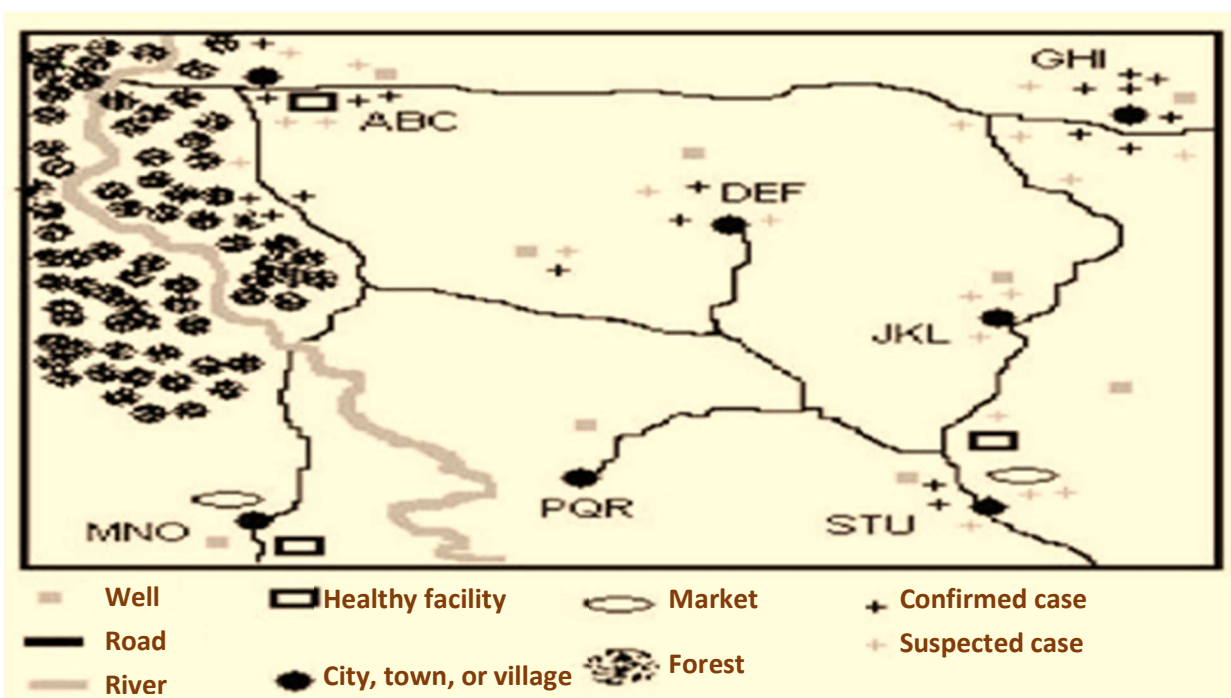 GHI
ABC
DEF
JKL
PQR
MNO
STU
Well
Healthy facility
Market
Confirmed case
Road
Suspected case
City, town, or village
Forest
River